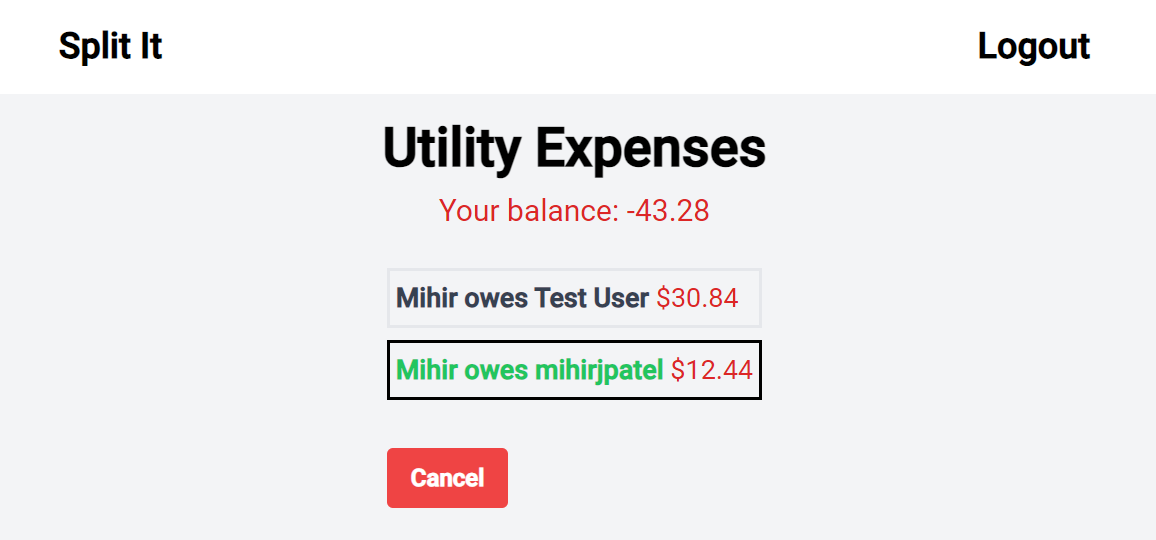 Split It Logout
Utility Expenses
Your balance: -43.28
Mihir owes Test User $30.84
Mihir owes mihirjpatel $12.44
Cancel